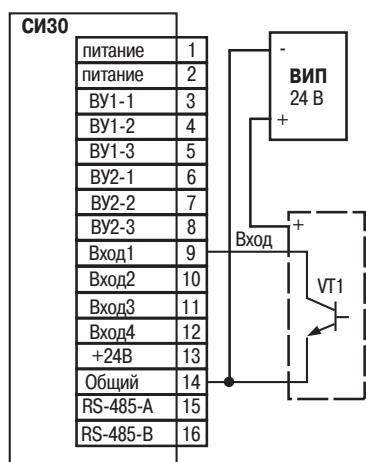 СИ30
питание 1
питание 2
ВУ1-1 3
ВУ1-2 4
ВУ1-3 5
ВУ2-1 6
ВУ2-2 7
ВУ2-3 8
Вход1 9
Вход2 10
Вход3 11
Вход4 12
+24В 13
Общий 14
RS-485-A 15
RS-485-B 16
-
ВИП
24 В
+
+
Вход
VT1